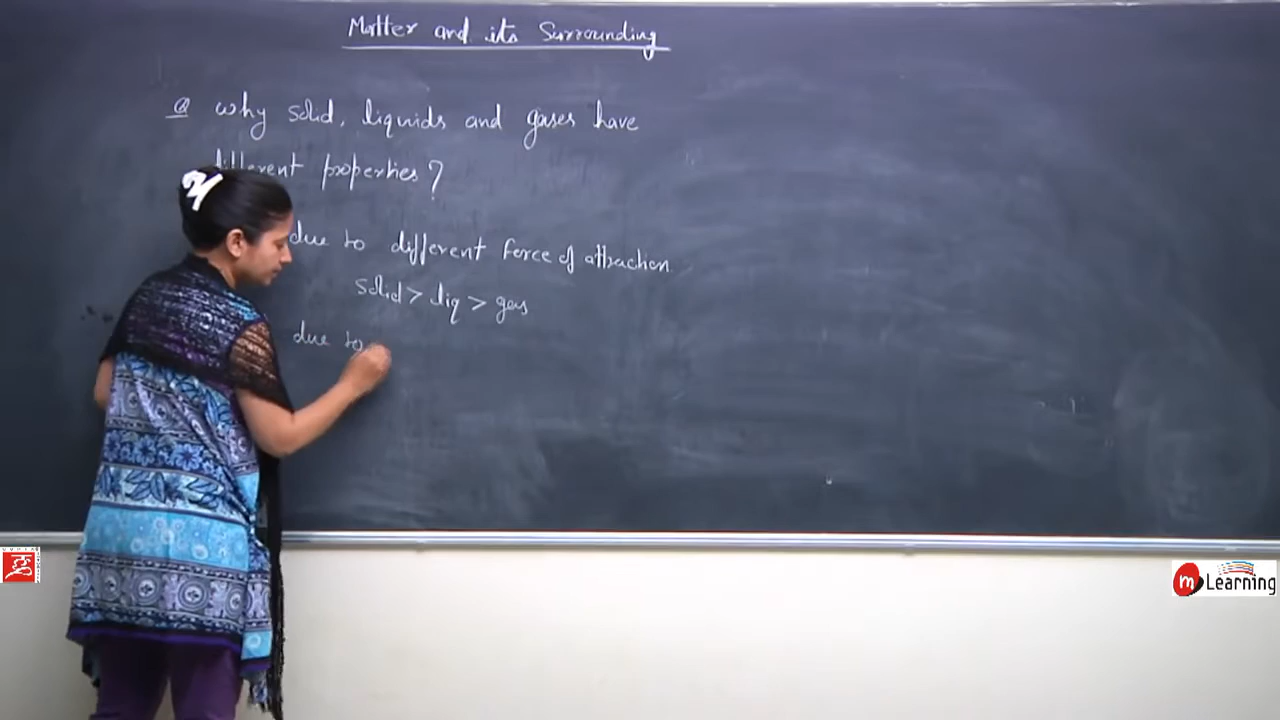 Matter and its Surrounding
Q why solid, liquids and gases have
different properties?
due to different force of attraction
solid > liq > gas
due to
m Learning